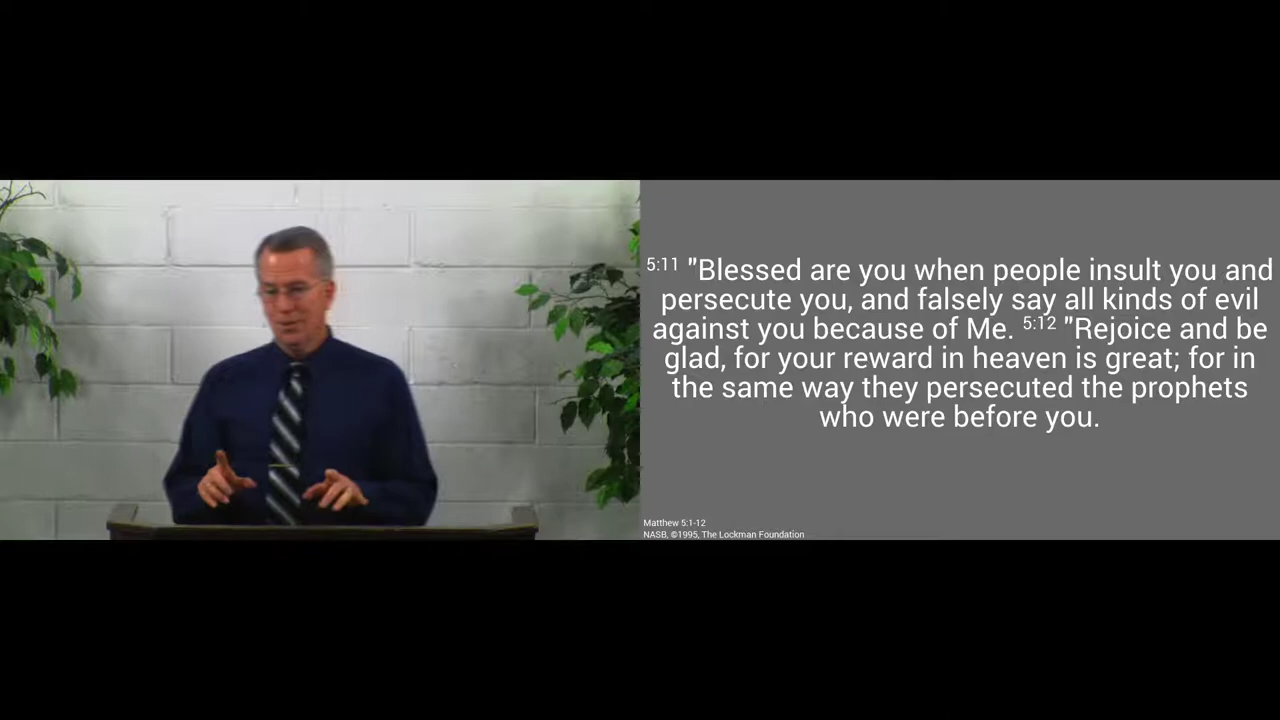 5:11 "Blessed are you when people insult you and
persecute you, and falsely say all kinds of evil
against you because of Me. 5:12 "Rejoice and be
glad, for your reward in heaven is great; for in
the same way they persecuted the prophets
who were before you.
Matthew 5:1-12
NASB, ©1995, The Lockman Foundation